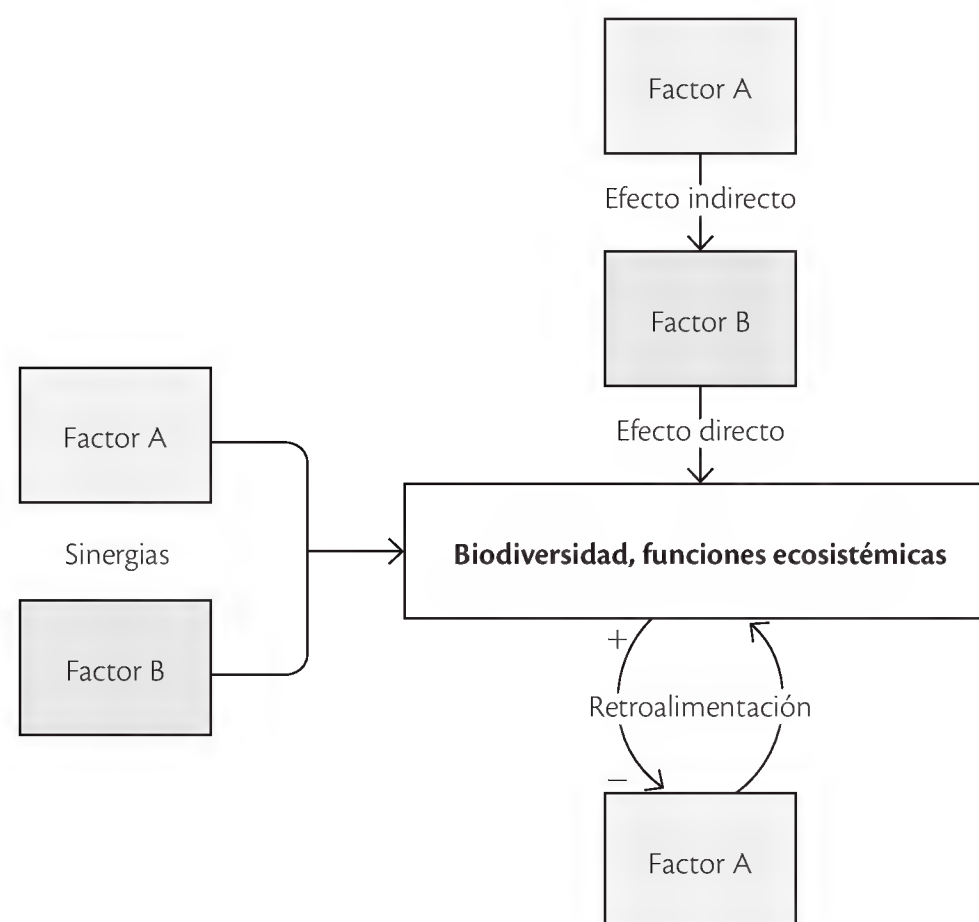 Factor A
Efecto indirecto
Factor B
Efecto directo
Factor A
Sinergias
Factor B
Biodiversidad, funciones ecosistémicas
+
Retroalimentación
−
Factor A